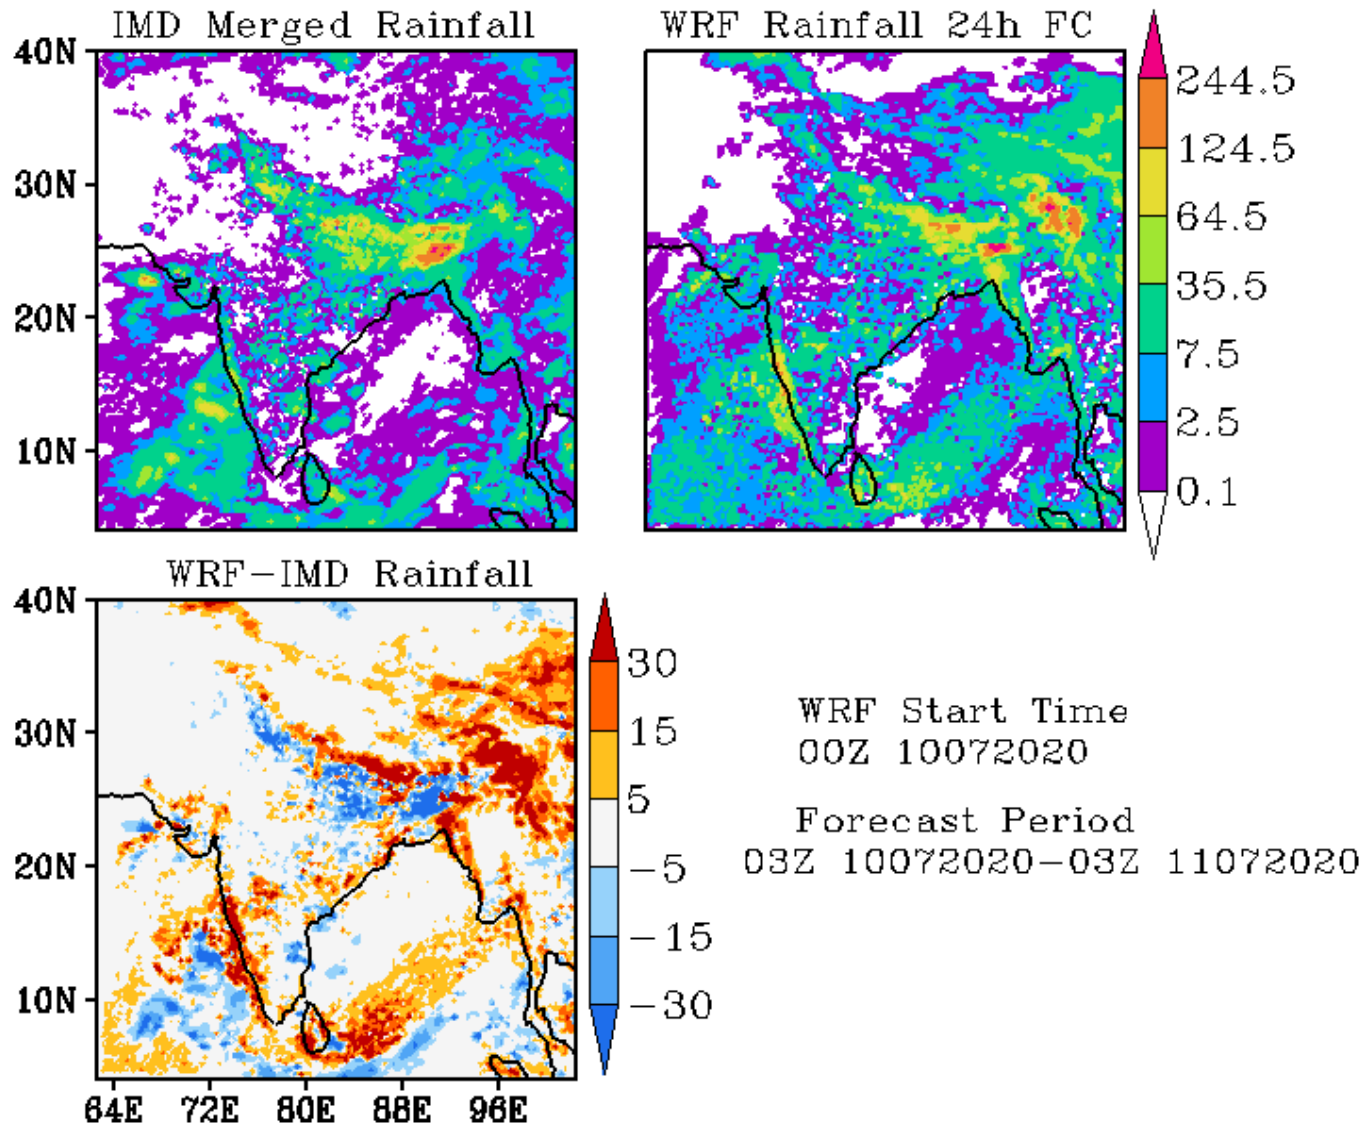 IMD Merged Rainfall
WRF Rainfall 24h FC
40N
30N
20N
10N
244.5
124.5
64.5
35.5
7.5
2.5
0.1
WRF-IMD Rainfall
40N
30N
20N
10N
64E 72E 80E 88E 96E
30
15
5
-5
-15
-30
WRF Start Time
00Z 10072020
Forecast Period
03Z 10072020-03Z 11072020